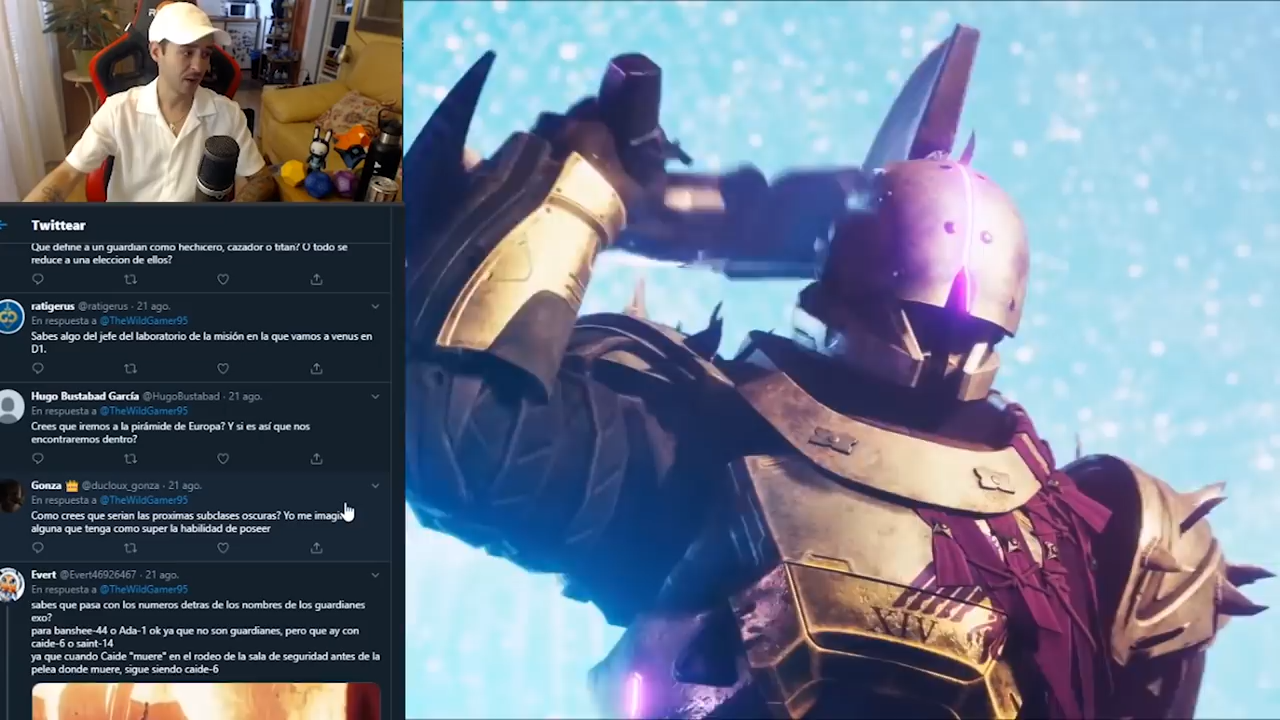 Twittear
Que define a un guardian como hechicero, cazador o titan? O todo se
reduce a una eleccion de ellos?
ratigerus @ratigerus · 21 ago.
En respuesta a @TheWildGamer95
Sabes algo del jefe del laboratorio de la misión en la que vamos a venus en
D1.
Hugo Bustabad García @HugoBustabad · 21 ago.
En respuesta a @TheWildGamer95
Crees que iremos a la pirámide de Europa? Y si es así que nos
encontraremos dentro?
Gonza @ducloux_gonza · 21 ago.
En respuesta a @TheWildGamer95
Como crees que serian las proximas subclases oscuras? Yo me imagi
alguna que tenga como super la habilidad de poseer
Evert @Evert46926467 · 21 ago.
En respuesta a @TheWildGamer95
sabes que pasa con los numeros detras de los nombres de los guardianes
exo?
para banshee-44 o Ada-1 ok ya que no son guardianes, pero que ay con
caide-6 o saint-14
ya que cuando Caide "muere" en el rodeo de la sala de seguridad antes de la
pelea donde muere, sigue siendo caide-6
XIV